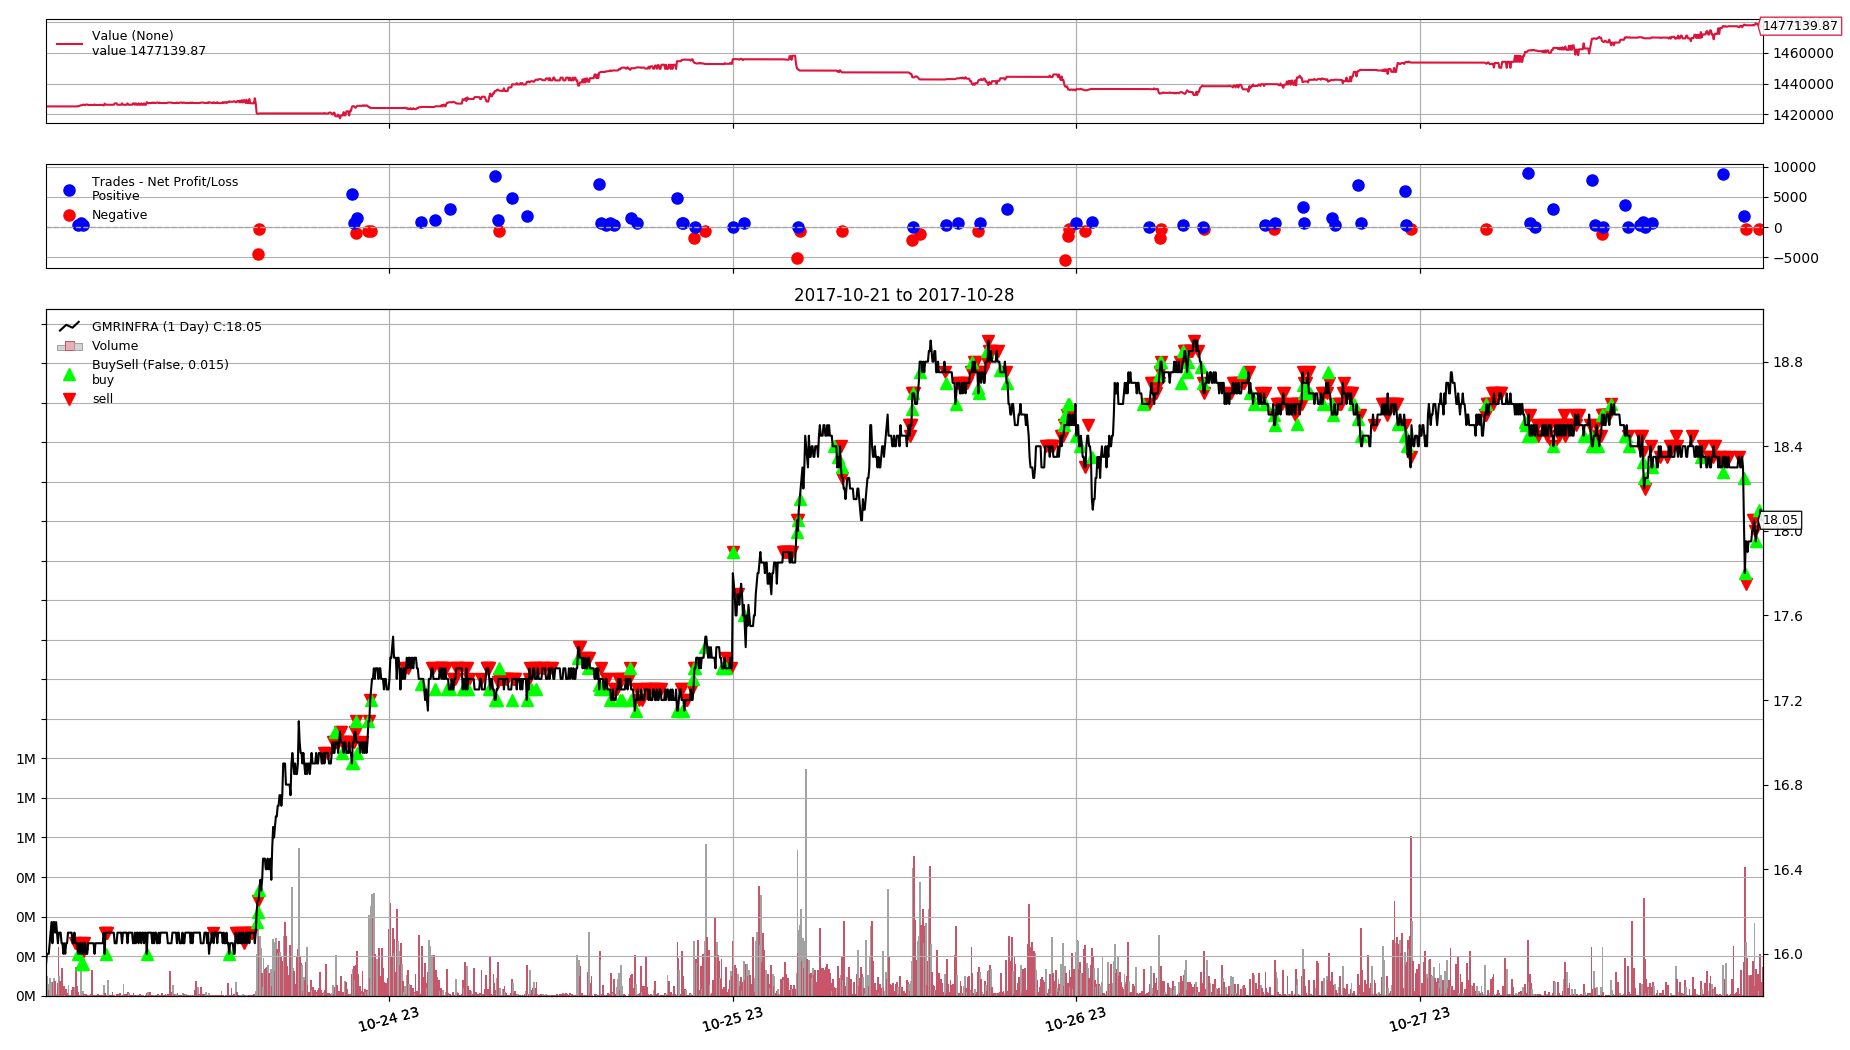 Value (None)
value 1477139.87
1477139.87
1460000
1440000
1420000
Trades - Net Profit/Loss
Positive
Negative
10000
5000
0
−5000
2017-10-21 to 2017-10-28
GMRINFRA (1 Day) C:18.05
Volume
BuySell (False, 0.015)
buy
sell
18.8
18.4
18.05
18.0
17.6
17.2
16.8
16.4
16.0
1M
1M
1M
0M
0M
0M
0M
10-24 23
10-25 23
10-26 23
10-27 23